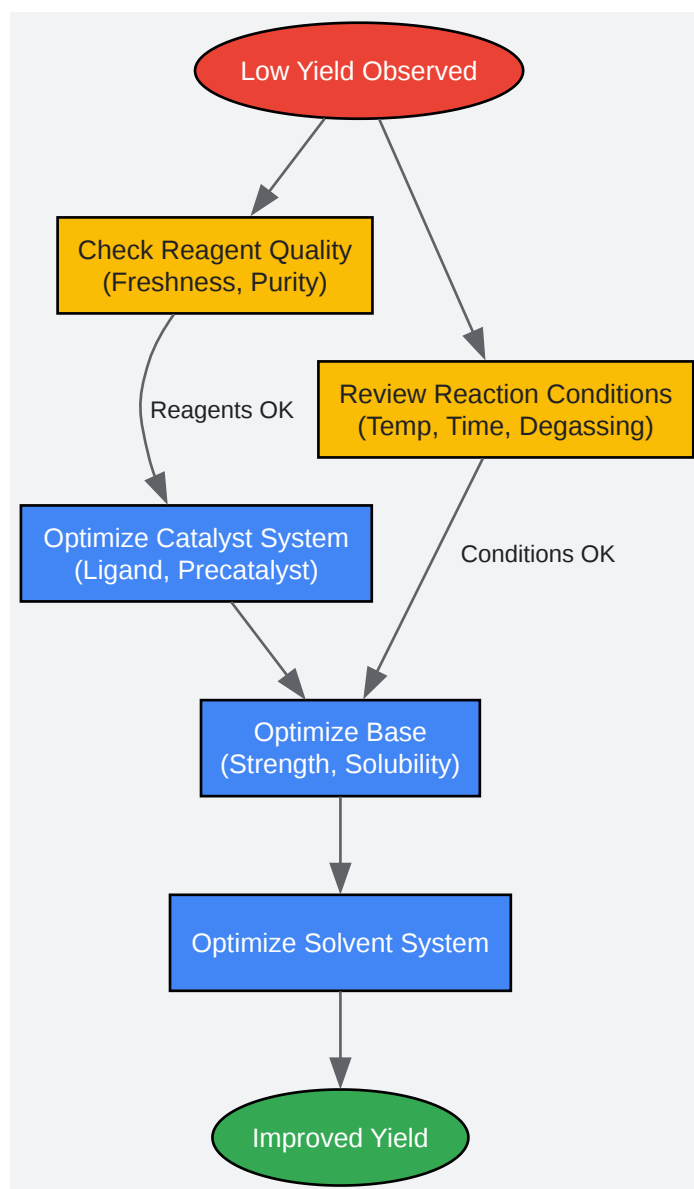 Low Yield Observed
Check Reagent Quality
(Freshness, Purity)
Review Reaction Conditions
(Temp, Time, Degassing)
Reagents OK
Optimize Catalyst System
(Ligand, Precatalyst)
Conditions OK
Optimize Base
(Strength, Solubility)
Optimize Solvent System
Improved Yield